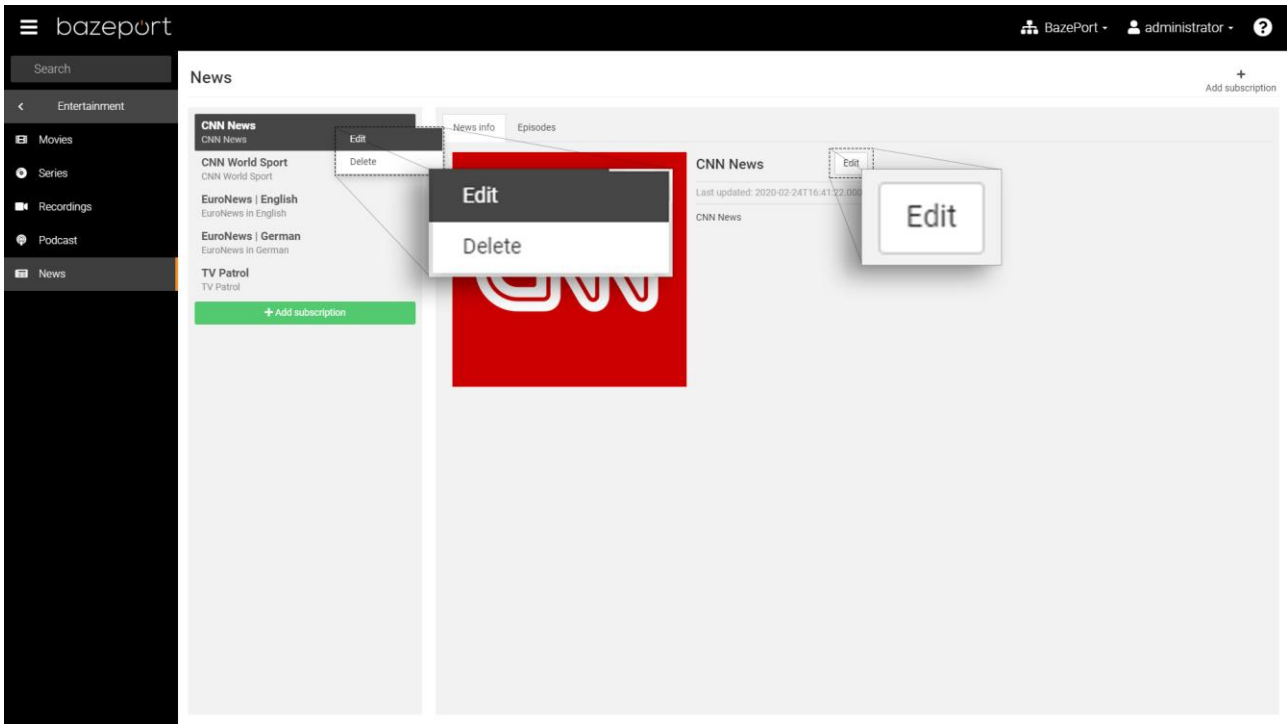 bazeport
BazePort
administrator
?
Search
Entertainment
Movies
Series
Recordings
Podcast
News
News
+
Add subscription
CNN News
CNN News
Edit
Delete
CNN World Sport
CNN World Sport
EuroNews | English
EuroNews in English
EuroNews | German
EuroNews in German
TV Patrol
TV Patrol
+ Add subscription
News info
Episodes
Edit
Delete
CNN
CNN News
Edit
Last updated: 2020-02-24T16:41:22.000
CNN News
Edit